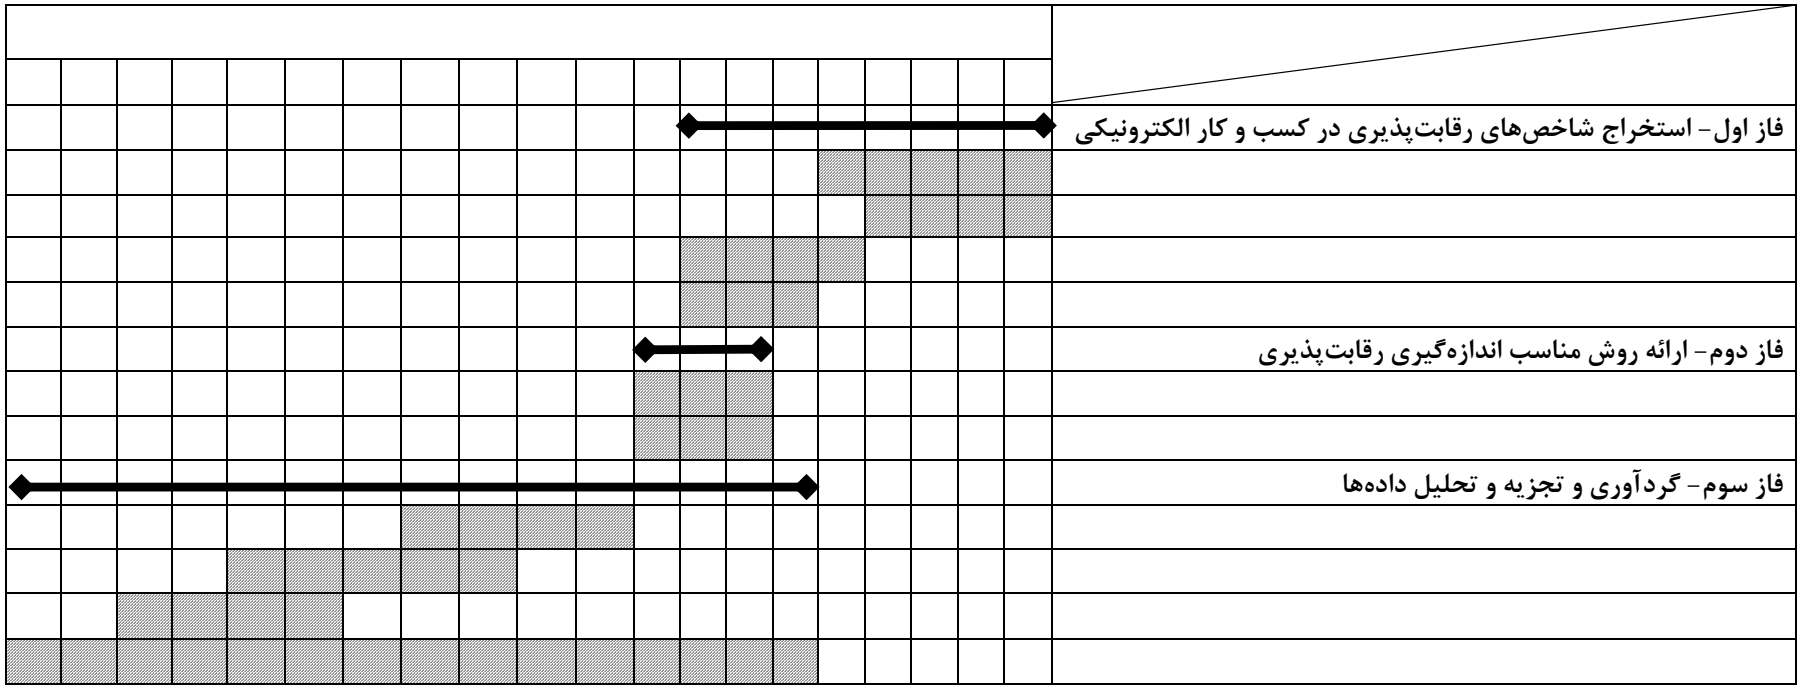 فاز اول- استخراج شاخص‌های رقابت‌پذیری در کسب و کار الکترونیکی
فاز دوم- ارائه روش مناسب اندازه‌گیری رقابت‌پذیری
فاز سوم- گردآوری و تجزیه و تحلیل داده‌ها